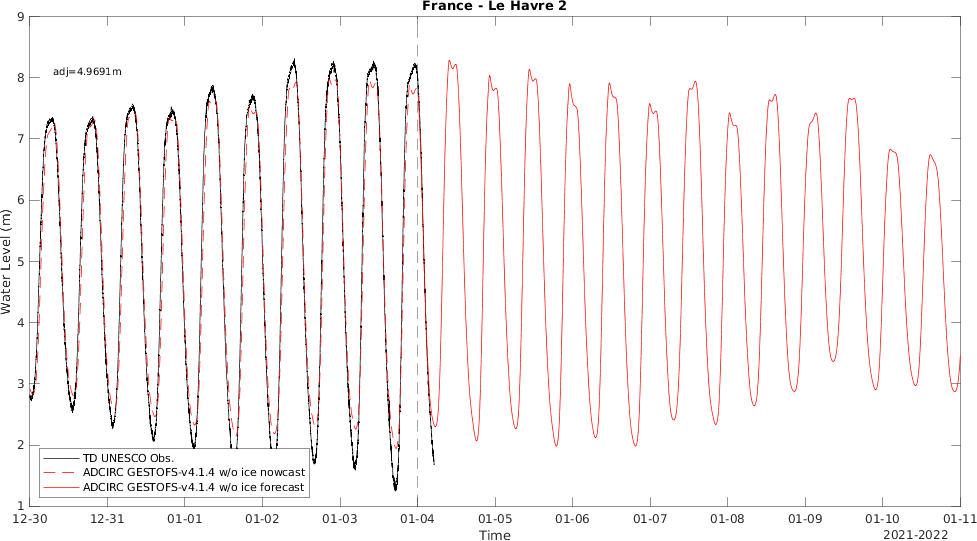 France - Le Havre 2
9
8
7
6
5
4
3
2
1
Water Level (m)
adj=4.9691m
TD UNESCO Obs.
ADCIRC GESTOFS-v4.1.4 w/o ice nowcast
ADCIRC GESTOFS-v4.1.4 w/o ice forecast
12-30 12-31 01-01 01-02 01-03 01-04 01-05 01-06 01-07 01-08 01-09 01-10 01-11
Time
2021-2022